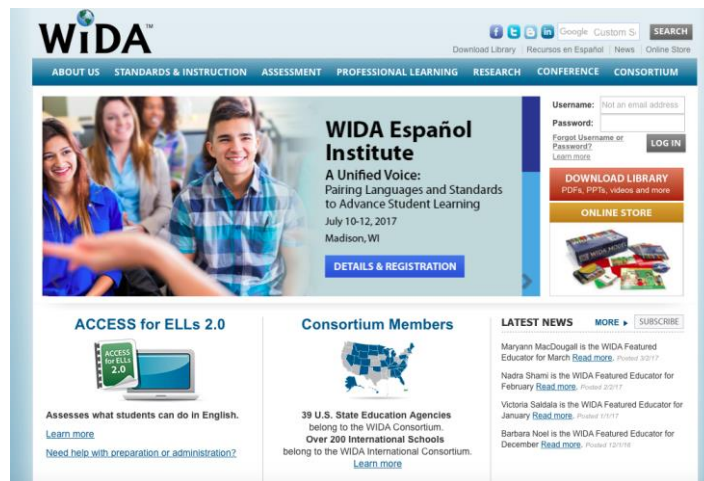 WiDA™
Google Custom S
SEARCH
Download Library | Recursos en Español | News | Online Store
ABOUT US STANDARDS & INSTRUCTION ASSESSMENT PROFESSIONAL LEARNING RESEARCH CONFERENCE CONSORTIUM
WIDA Español
Institute
A Unified Voice:
Pairing Languages and Standards
to Advance Student Learning
July 10-12, 2017
Madison, WI
DETAILS & REGISTRATION
Username: Not an email address
Password:
Forgot Username or
Password?
Learn more
LOG IN
DOWNLOAD LIBRARY
PDFs, PPTs, videos and more
ONLINE STORE
ACCESS for ELLs 2.0
ACCESS
for ELLs
2.0
Assesses what students can do in English.
Learn more
Need help with preparation or administration?
Consortium Members
39 U.S. State Education Agencies
belong to the WIDA Consortium.
Over 200 International Schools
belong to the WIDA International Consortium.
Learn more
LATEST NEWS MORE SUBSCRIBE
Maryann MacDougall is the WIDA Featured
Educator for March Read more. Posted 3/2/17
Nadra Shami is the WIDA Featured Educator for
February Read more. Posted 2/2/17
Victoria Saldala is the WIDA Featured Educator for
January Read more. Posted 1/1/17
Barbara Noel is the WIDA Featured Educator for
December Read more. Posted 12/1/16